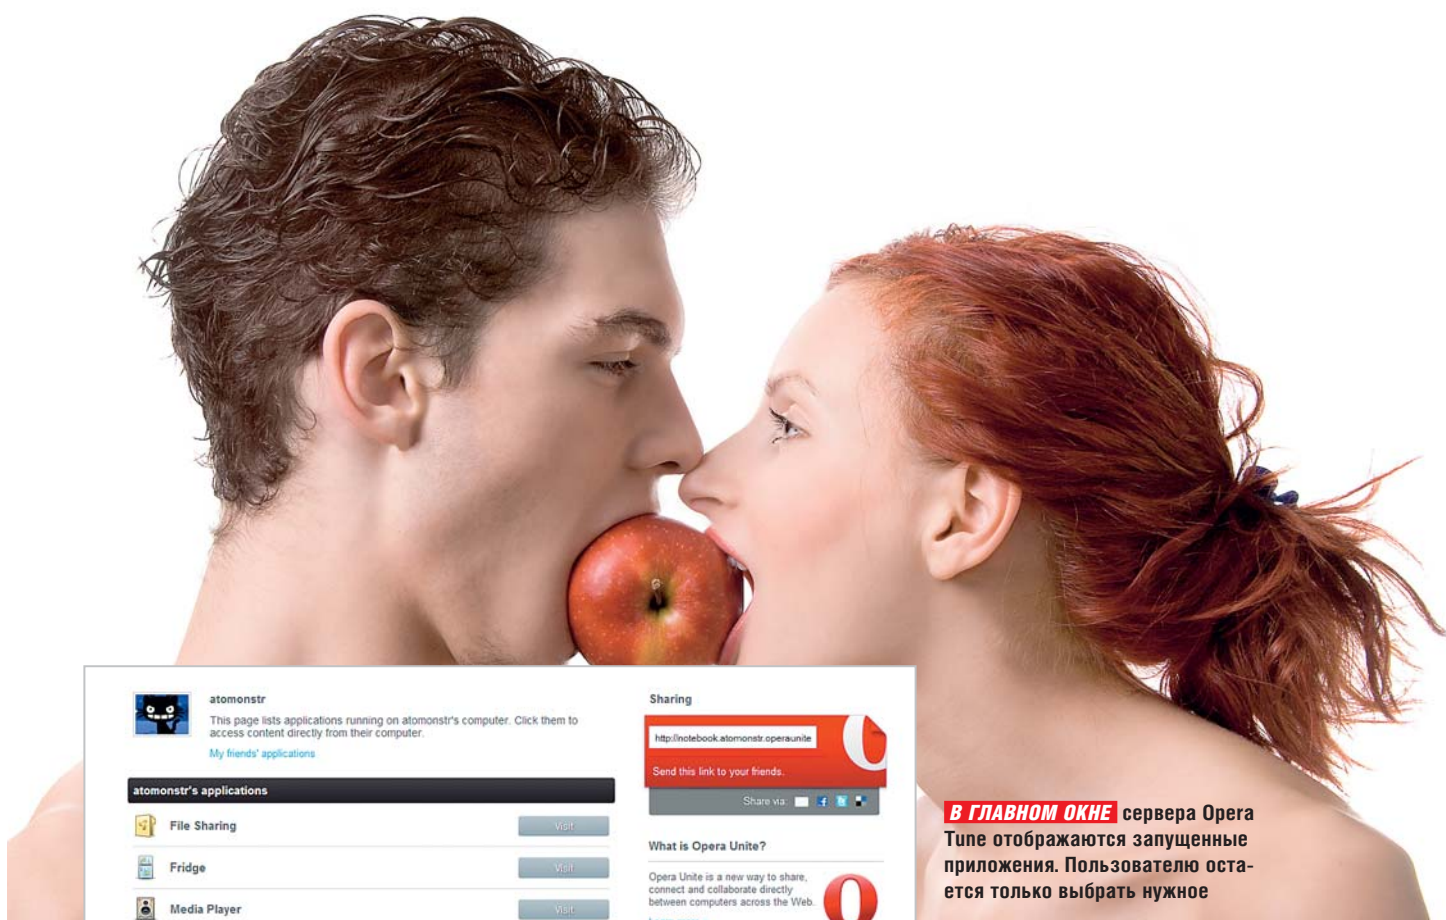 atomonstr
This page lists applications running on atomonstr's computer. Click them to
access content directly from their computer.
My friends' applications
atomonstr's applications
File Sharing
Visit
Fridge
Visit
Media Player
Visit
Sharing
http://notebook.atomonstr.operaunite
Send this link to your friends.
Share via:
What is Opera Unite?
Opera Unite is a new way to share,
connect and collaborate directly
between computers across the Web.
В ГЛАВНОМ ОКНЕ сервера Opera
Tune отображаются запущенные
приложения. Пользователю оста-
ется только выбрать нужное